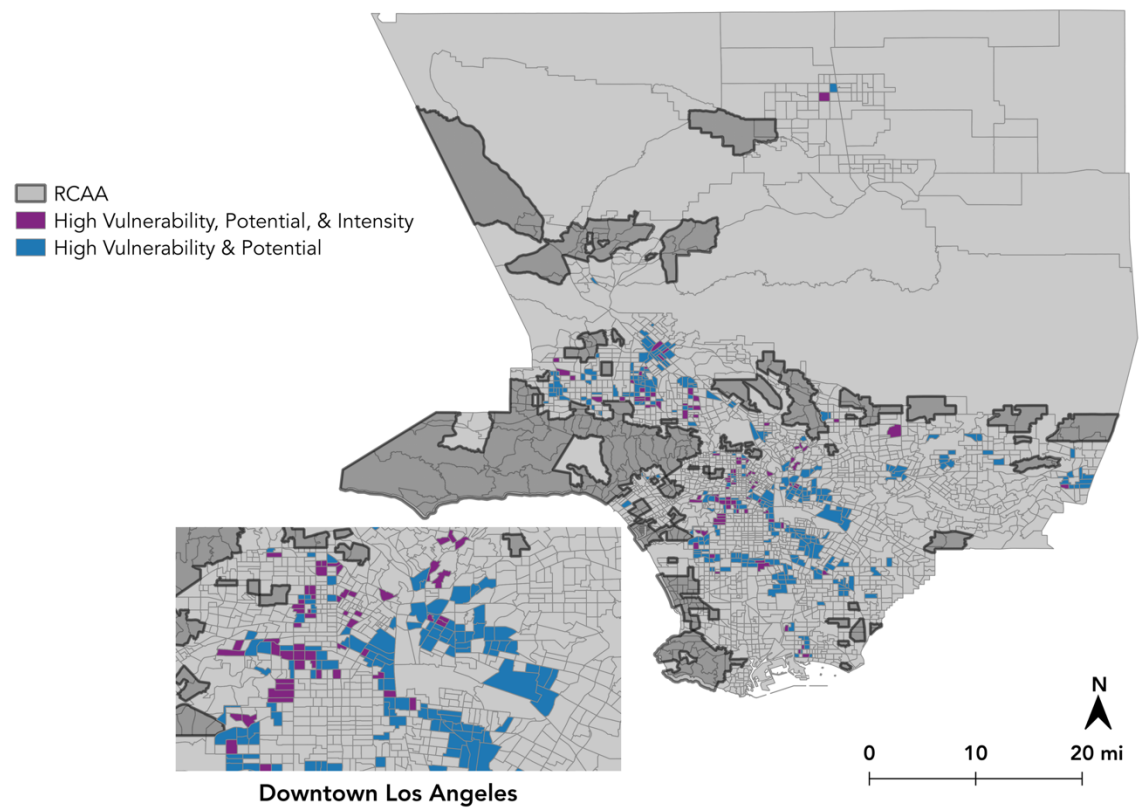 RCAA
High Vulnerability, Potential, & Intensity
High Vulnerability & Potential
Downtown Los Angeles
N
0 10 20 mi